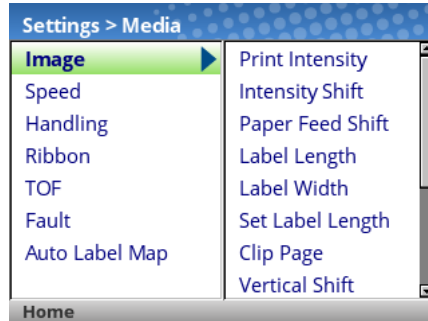 Settings > Media
Image
Speed
Handling
Ribbon
TOF
Fault
Auto Label Map
Print Intensity
Intensity Shift
Paper Feed Shift
Label Length
Label Width
Set Label Length
Clip Page
Vertical Shift
Home